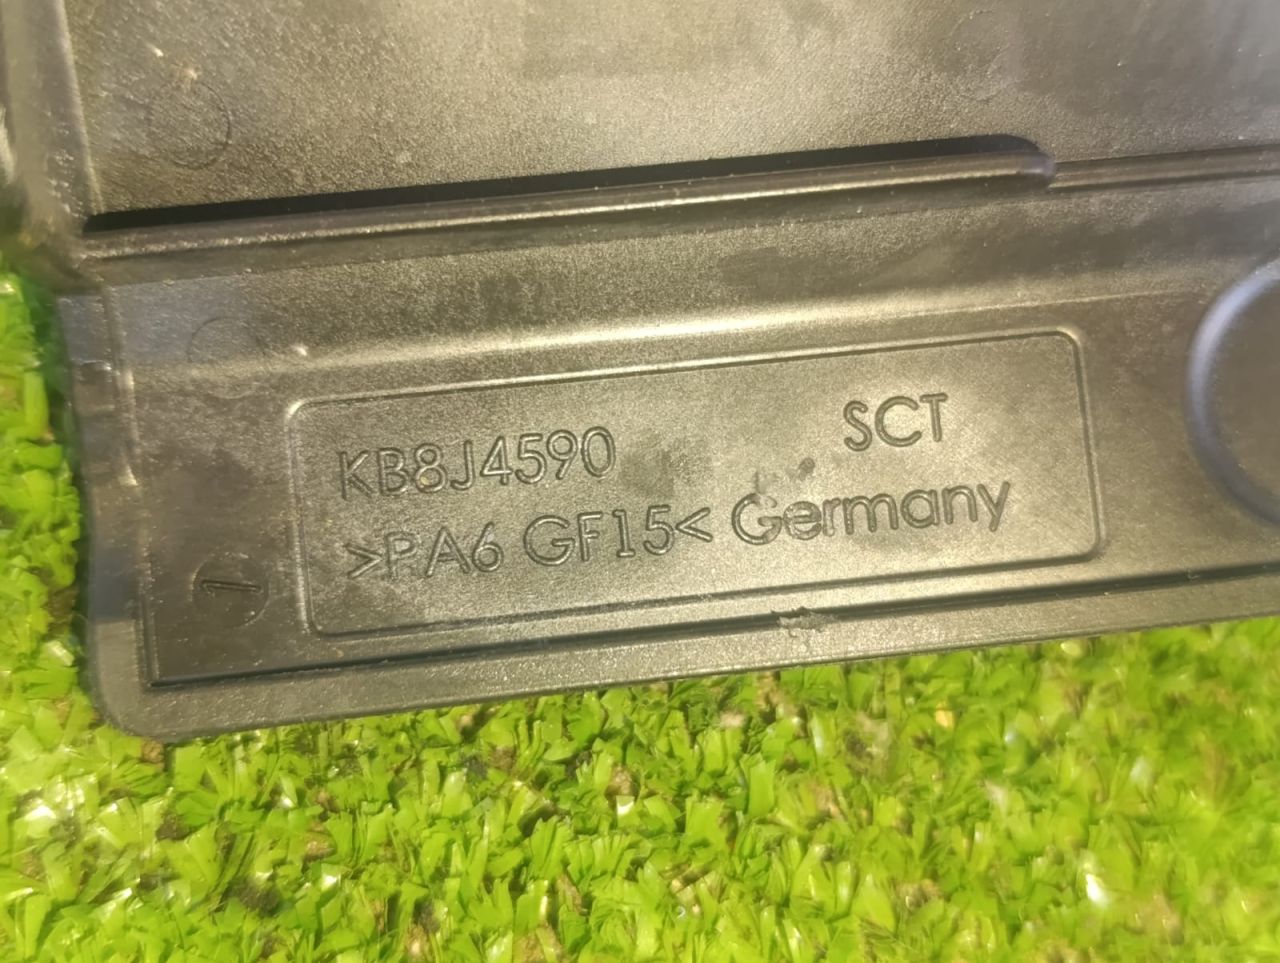 KB8J4590 SCT
>PA6 GF15< Germany